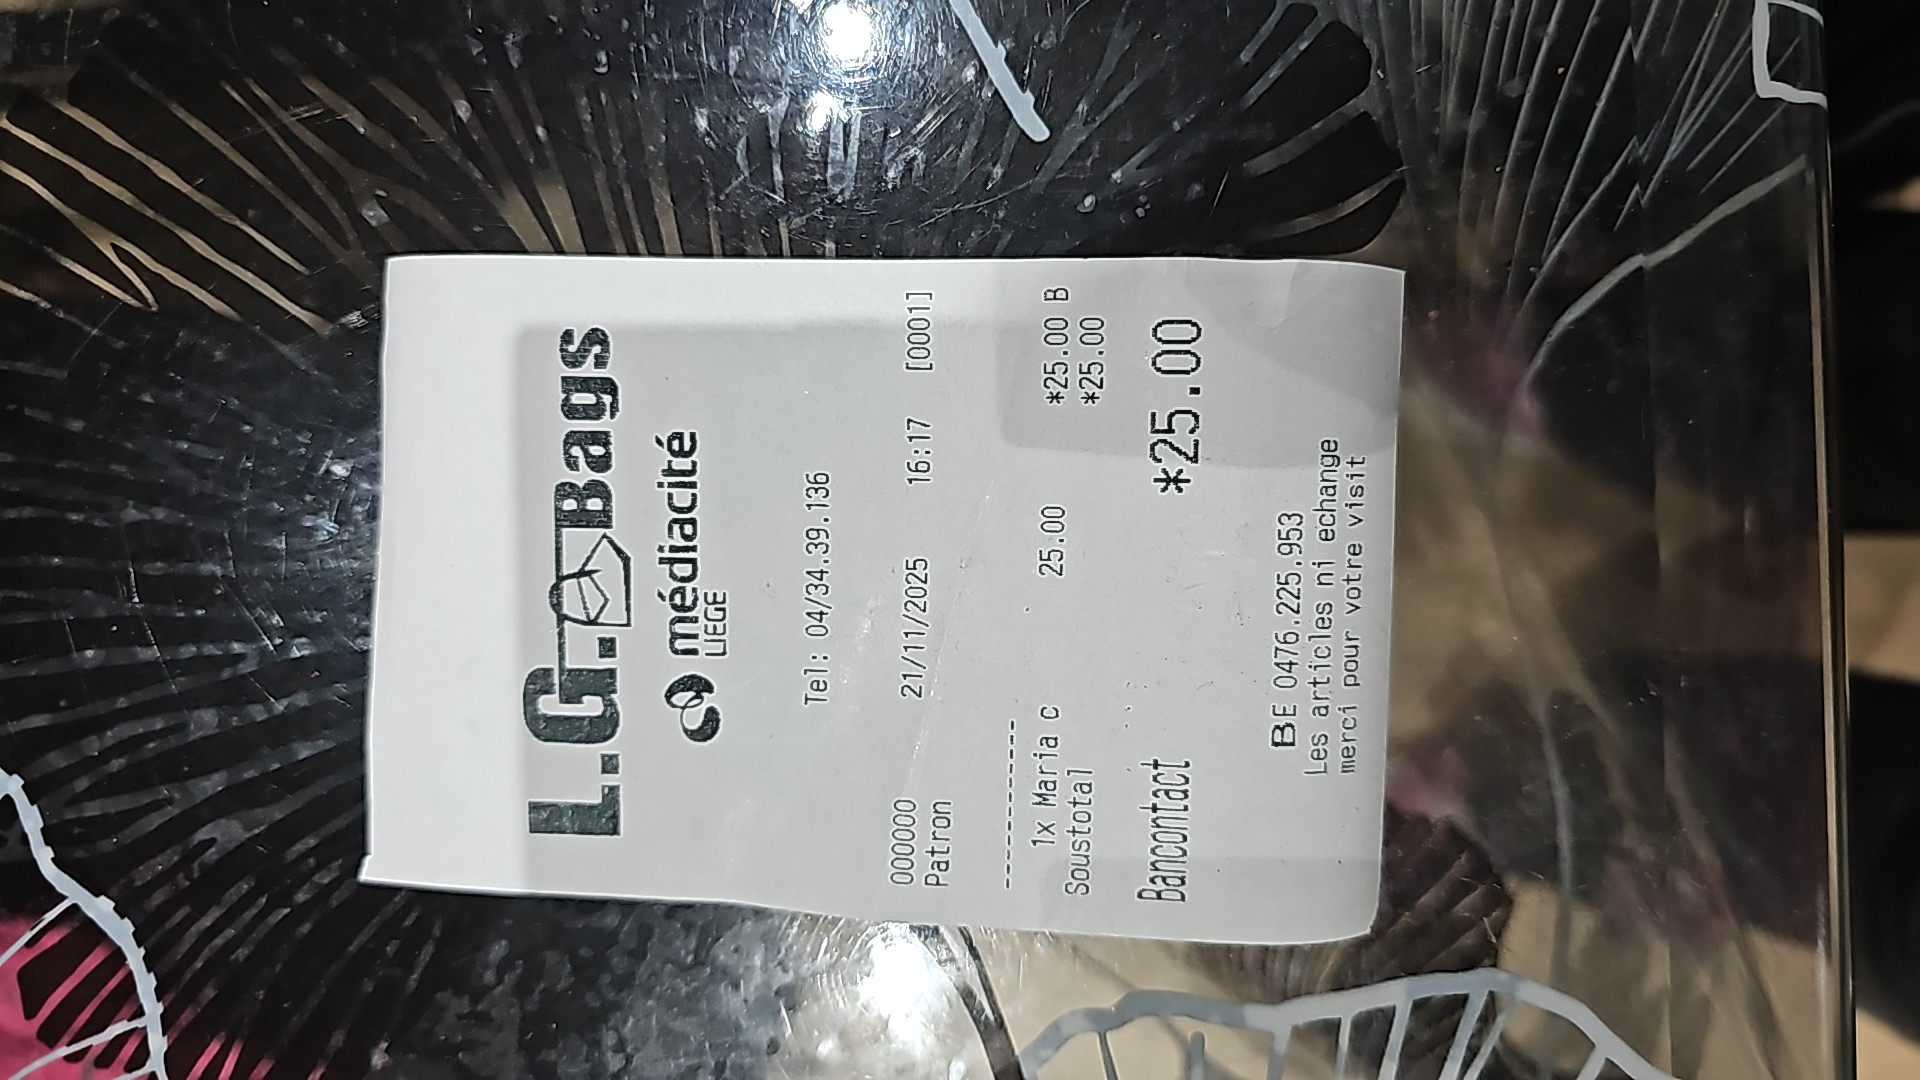 L.G. Bags
médiacité
LIEGE
Tel: 04/34.39.136
000000 21/11/2025 16:17 [0001]
Patron
------------
1x Maria c 25.00 *25.00 B
Soustotal *25.00
Bancontact *25.00
BE 0476.225.953
Les articles ni echange
merci pour votre visit